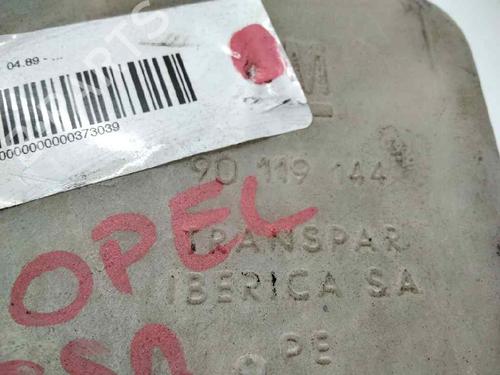 04.89 - ...
0000000000000373039
90 119 144
OPEL
TRANSPAR
IBERICA SA
PE